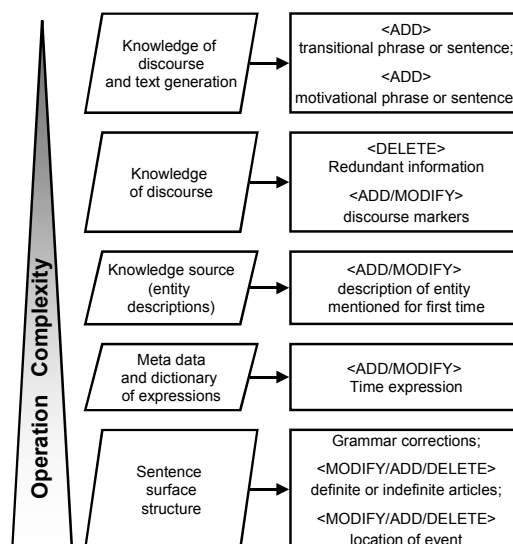 Knowledge of
discourse
and text generation
<ADD>
transitional phrase or sentence;
<ADD>
motivational phrase or sentence
Knowledge
of discourse
<DELETE>
Redundant information
<ADD/MODIFY>
discourse markers
Knowledge source
(entity
descriptions)
<ADD/MODIFY>
description of entity
mentioned for first time
Meta data
and dictionary
of expressions
<ADD/MODIFY>
Time expression
Sentence
surface
structure
Grammar corrections;
<MODIFY/ADD/DELETE>
definite or indefinite articles;
<MODIFY/ADD/DELETE>
location of event
Operation Complexity